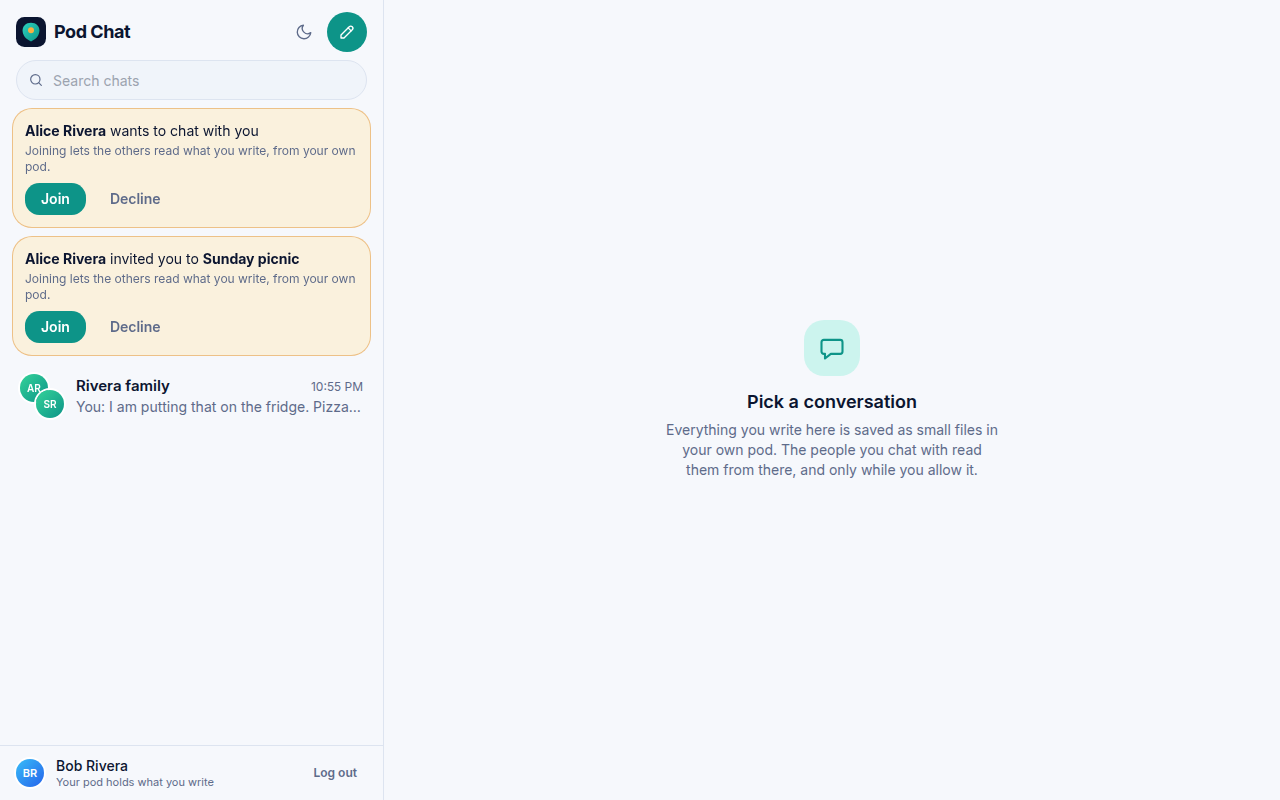 Pod Chat
Search chats
Alice Rivera wants to chat with you
Joining lets the others read what you write, from your own
pod.
Join Decline
Alice Rivera invited you to Sunday picnic
Joining lets the others read what you write, from your own
pod.
Join Decline
AR
SR
Rivera family 10:55 PM
You: I am putting that on the fridge. Pizza...
Pick a conversation
Everything you write here is saved as small files in
your own pod. The people you chat with read
them from there, and only while you allow it.
BR
Bob Rivera
Your pod holds what you write
Log out